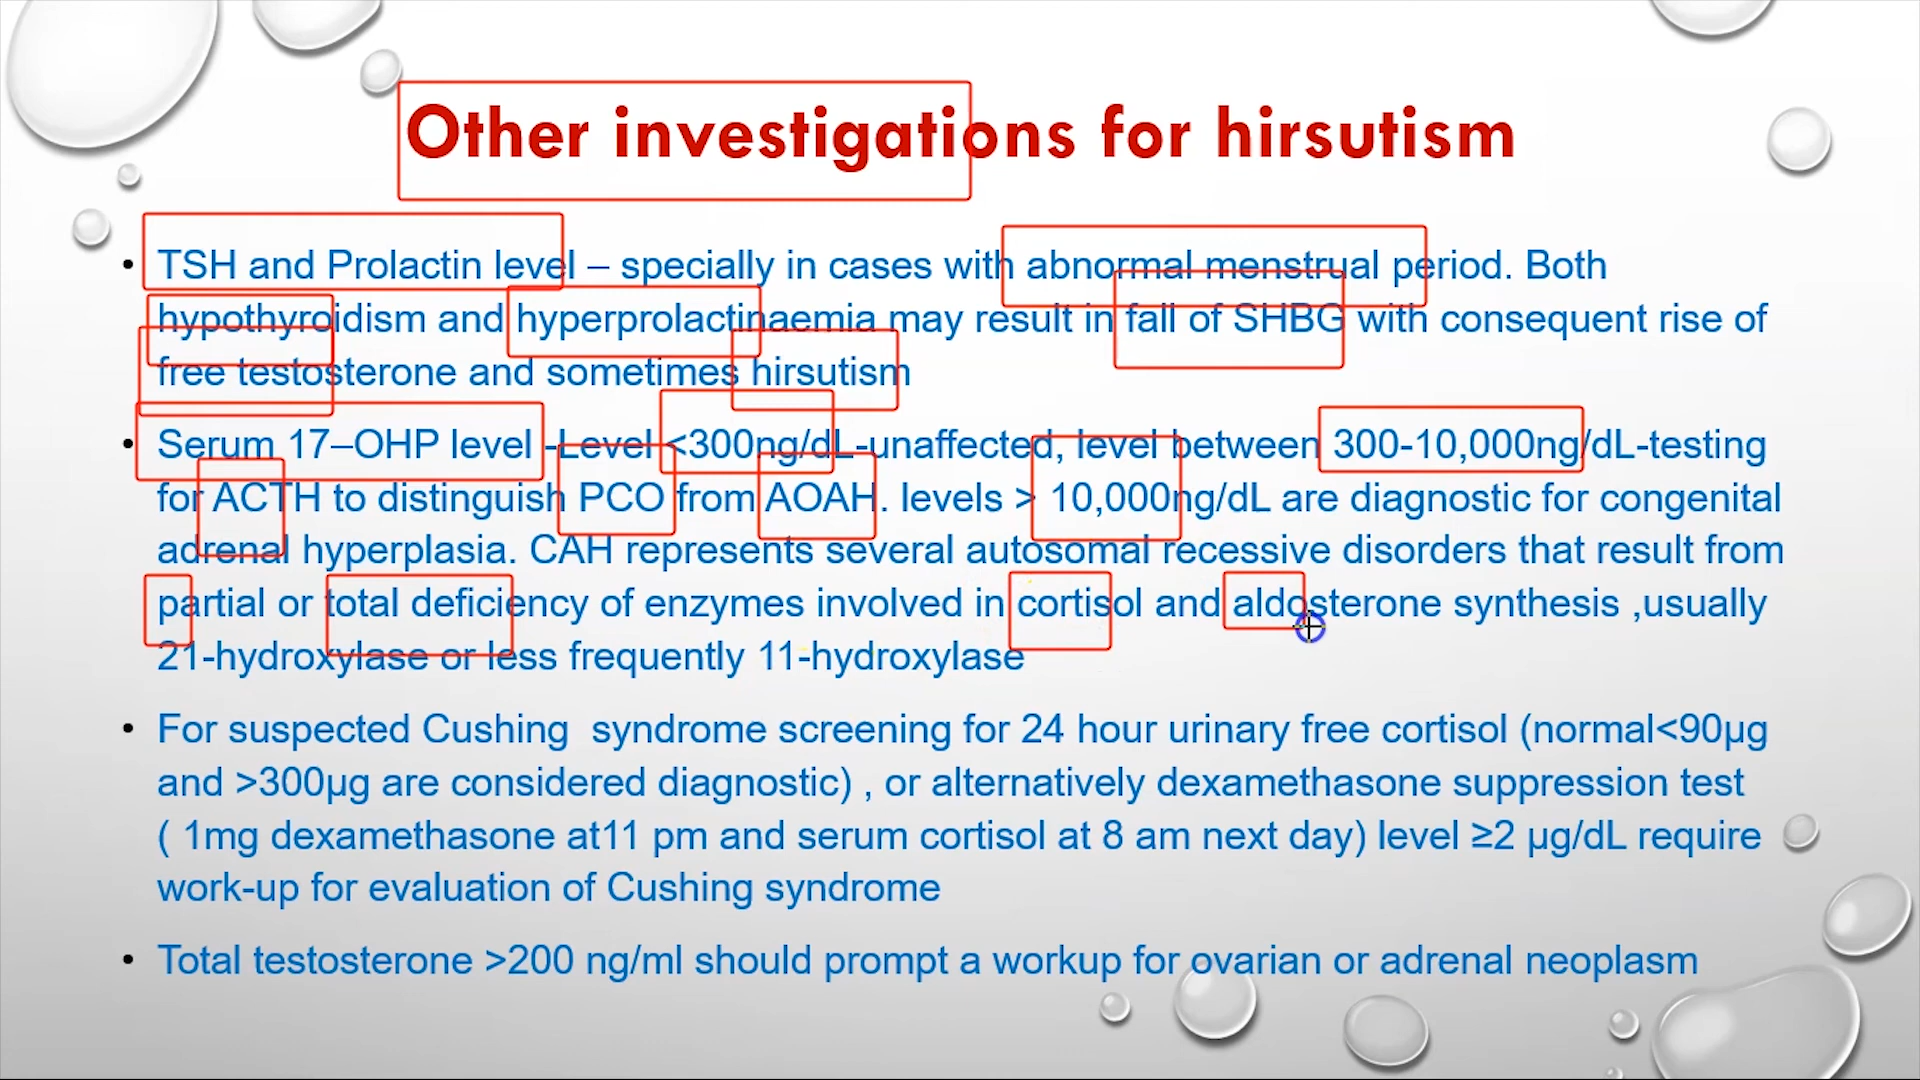 Other investigations for hirsutism
• TSH and Prolactin level – specially in cases with abnormal menstrual period. Both
hypothyroidism and hyperprolactinaemia may result in fall of SHBG with consequent rise of
free testosterone and sometimes hirsutism
• Serum 17–OHP level -Level <300ng/dL-unaffected, level between 300-10,000ng/dL-testing
for ACTH to distinguish PCO from AOAH. levels > 10,000ng/dL are diagnostic for congenital
adrenal hyperplasia. CAH represents several autosomal recessive disorders that result from
partial or total deficiency of enzymes involved in cortisol and aldosterone synthesis ,usually
21-hydroxylase or less frequently 11-hydroxylase
• For suspected Cushing  syndrome screening for 24 hour urinary free cortisol (normal<90µg
and >300µg are considered diagnostic) , or alternatively dexamethasone suppression test
( 1mg dexamethasone at11 pm and serum cortisol at 8 am next day) level ≥2 µg/dL require
work-up for evaluation of Cushing syndrome
• Total testosterone >200 ng/ml should prompt a workup for ovarian or adrenal neoplasm